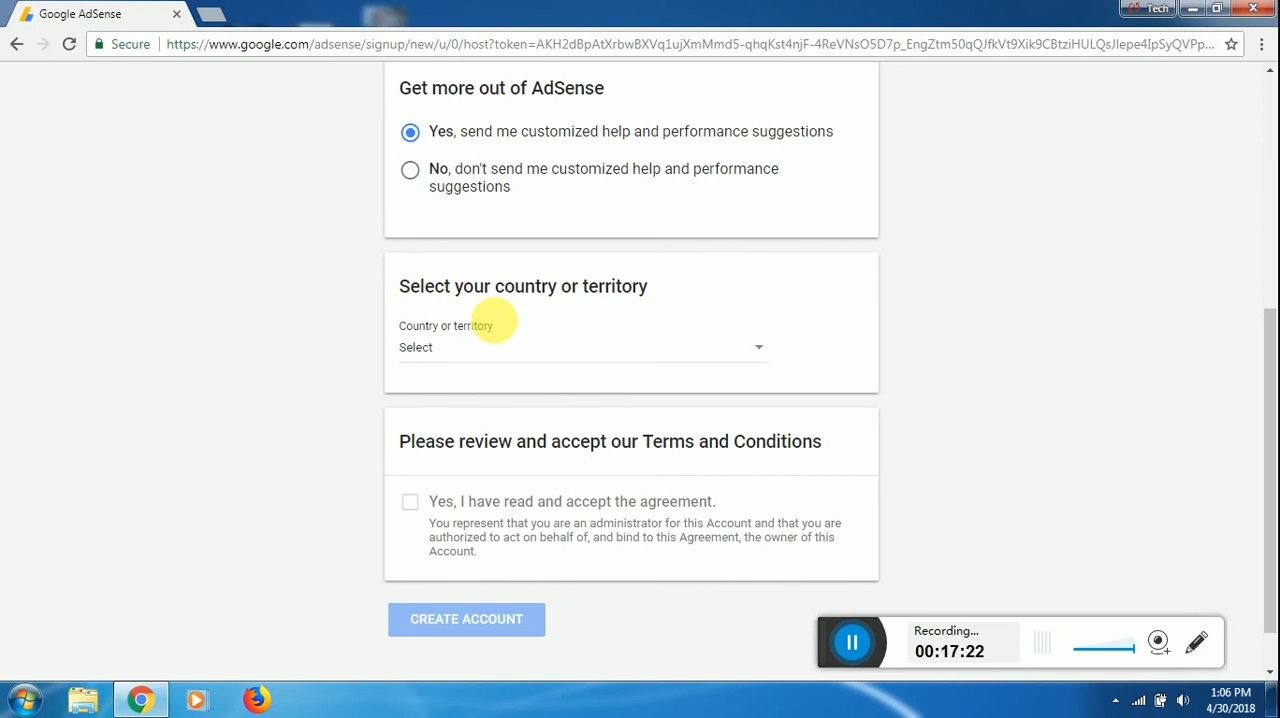 Google AdSense
Tech
Secure
https://www.google.com/adsense/signup/new/u/0/host?token=AKH2dBpAtXrbwBXVq1ujXmMmd5-qhqKst4njF-4ReVNsO5D7p_EngZtm50qQJfkVt9Xik9CBtziHULQsJlepe4IpSyQVPp...
Get more out of AdSense
Yes, send me customized help and performance suggestions
No, don't send me customized help and performance
suggestions
Select your country or territory
Country or territory
Select
Please review and accept our Terms and Conditions
Yes, I have read and accept the agreement.
You represent that you are an administrator for this Account and that you are
authorized to act on behalf of, and bind to this Agreement, the owner of this
Account.
CREATE ACCOUNT
Recording...
00:17:22
1:06 PM
4/30/2018